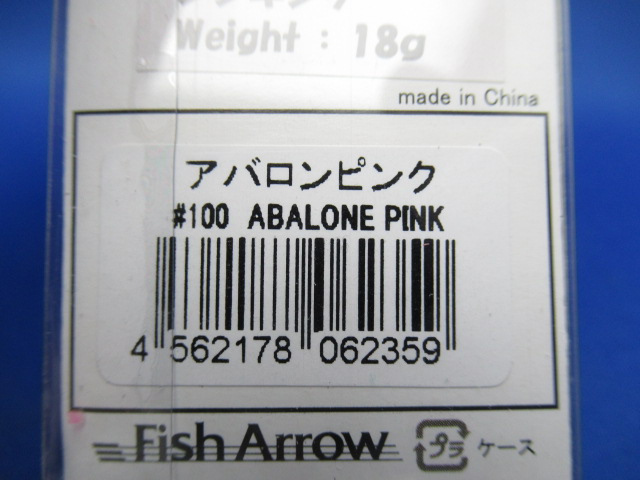 Weight : 18g
made in China
アバロンピンク
#100 ABALONE PINK
4 562178 062359
Fish Arrow プラ ケース